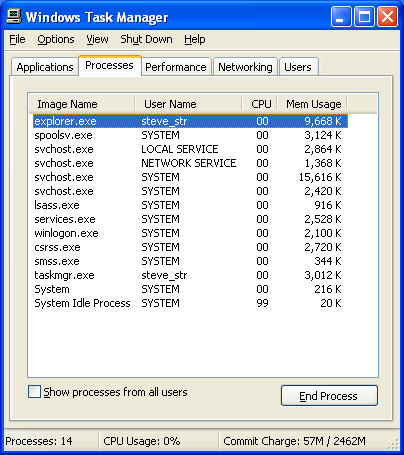 Windows Task Manager
File Options View Shut Down Help
Applications Processes Performance Networking Users
Image Name User Name CPU Mem Usage
explorer.exe steve_str 00 9,668 K
spoolsv.exe SYSTEM 00 3,124 K
svchost.exe LOCAL SERVICE 00 2,864 K
svchost.exe NETWORK SERVICE 00 1,368 K
svchost.exe SYSTEM 00 15,616 K
svchost.exe SYSTEM 00 2,420 K
lsass.exe SYSTEM 00 916 K
services.exe SYSTEM 00 2,528 K
winlogon.exe SYSTEM 00 2,100 K
csrss.exe SYSTEM 00 2,720 K
smss.exe SYSTEM 00 344 K
taskmgr.exe steve_str 00 3,012 K
System SYSTEM 00 216 K
System Idle Process SYSTEM 99 20 K
Show processes from all users End Process
Processes: 14 CPU Usage: 0% Commit Charge: 57M / 2462M